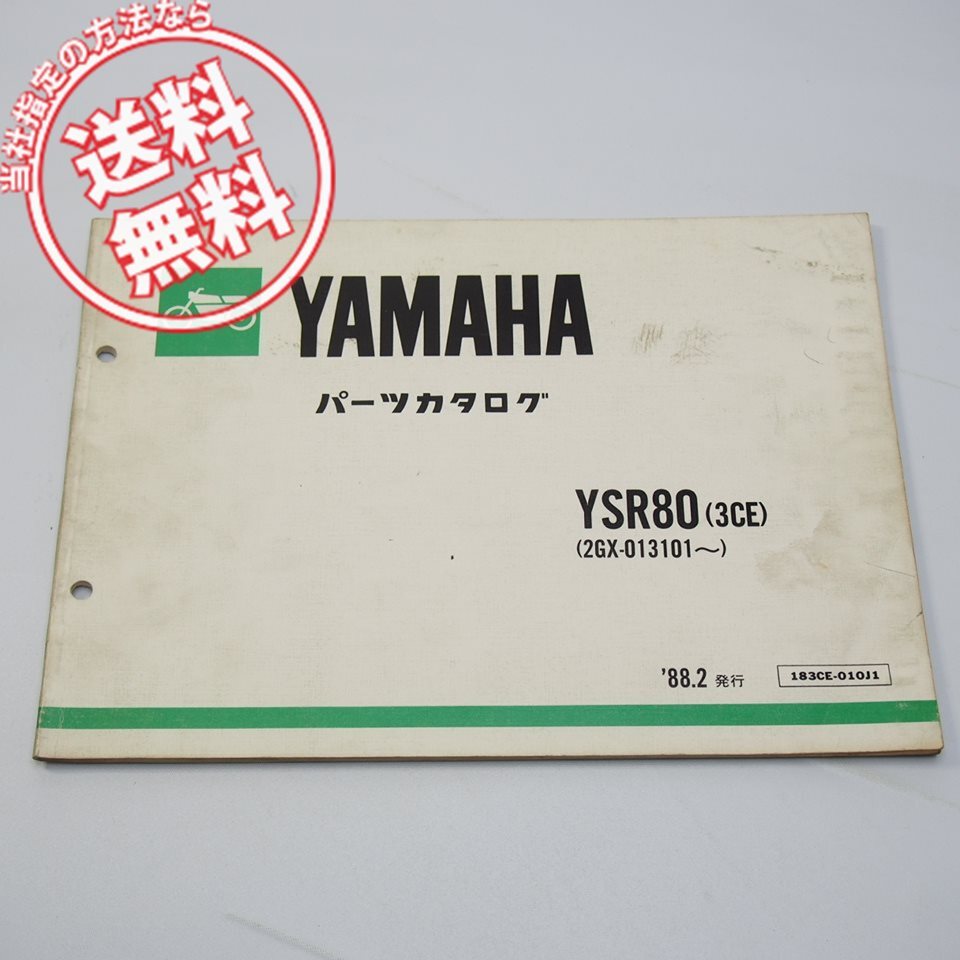 当社指定の方法なら
送料
無料
YAMAHA
パーツカタログ
YSR80 (3CE)
(2GX-013101～)
'88.2 発行
183CE-010J1